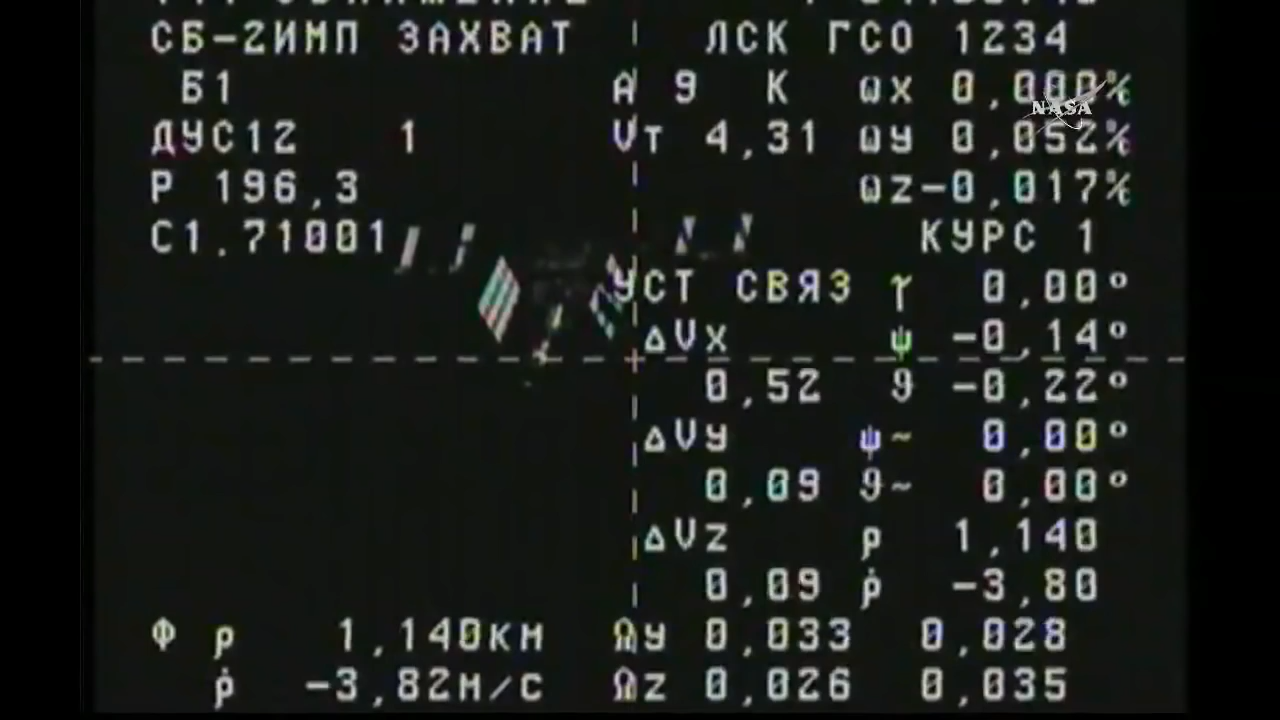 СБ-2ИМП ЗАХВАТ ЛСК ГСО 1234
Б1 А 9 К ωx 0,000%
NASA
ДУС12 1 Vт 4,31 ωy 0,052%
Р 196,3 ωz-0,017%
С1.71001 КУРС 1
УСТ СВЯЗ γ 0,00°
ΔVx ψ -0,14°
0,52 ϑ -0,22°
ΔVy ψ~ 0,00°
0,09 ϑ~ 0,00°
ΔVz ρ 1,140
0,09 ρ̇ -3,80
Ф ρ 1,140км Ωy 0,033 0,028
ρ̇ -3,82м/с Ωz 0,026 0,035